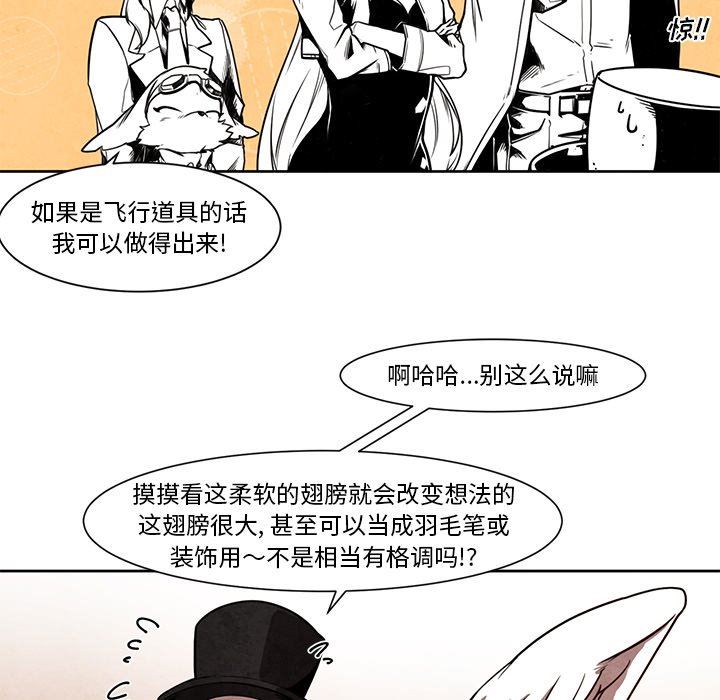 惊!!
如果是飞行道具的话
我可以做得出来!
啊哈哈...别这么说嘛
摸摸看这柔软的翅膀就会改变想法的
这翅膀很大, 甚至可以当成羽毛笔或
装饰用～不是相当有格调吗!?